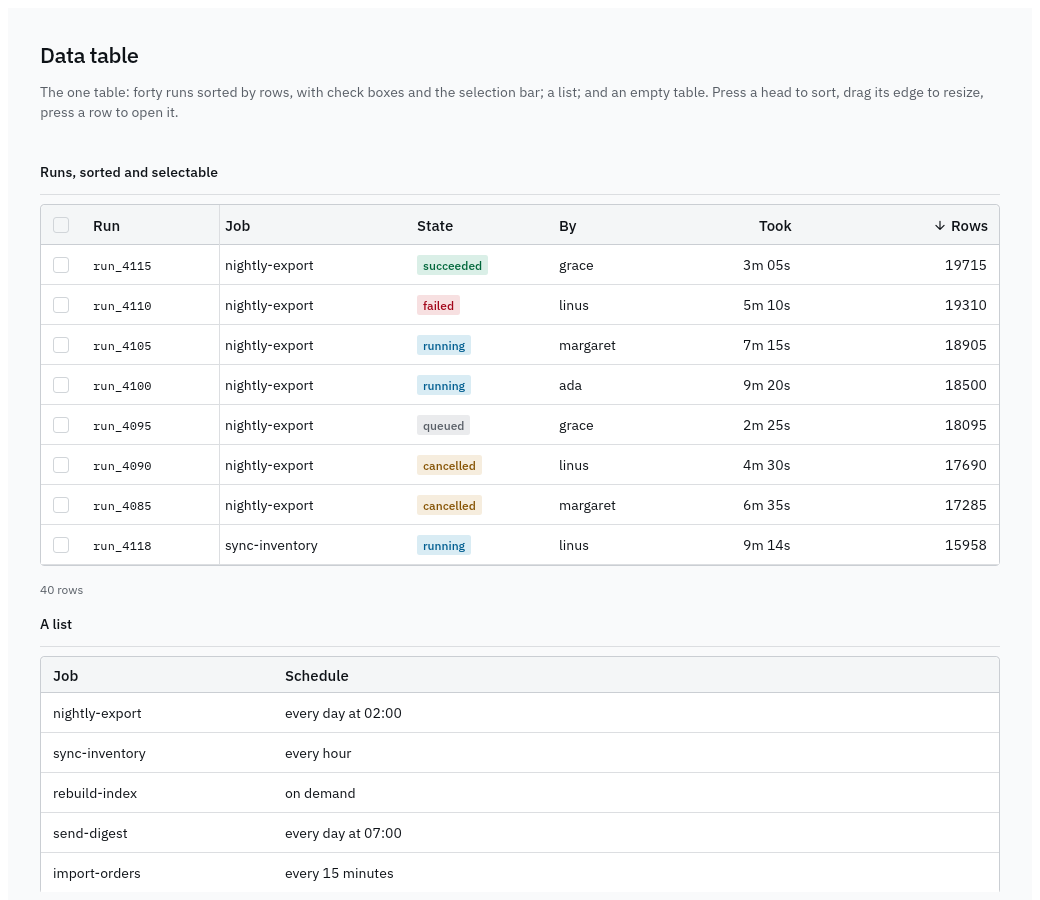 Data table
The one table: forty runs sorted by rows, with check boxes and the selection bar; a list; and an empty table. Press a head to sort, drag its edge to resize,
press a row to open it.
Runs, sorted and selectable
Run Job State By Took ↓ Rows
run_4115 nightly-export succeeded grace 3m 05s 19715
run_4110 nightly-export failed linus 5m 10s 19310
run_4105 nightly-export running margaret 7m 15s 18905
run_4100 nightly-export running ada 9m 20s 18500
run_4095 nightly-export queued grace 2m 25s 18095
run_4090 nightly-export cancelled linus 4m 30s 17690
run_4085 nightly-export cancelled margaret 6m 35s 17285
run_4118 sync-inventory running linus 9m 14s 15958
40 rows
A list
Job Schedule
nightly-export every day at 02:00
sync-inventory every hour
rebuild-index on demand
send-digest every day at 07:00
import-orders every 15 minutes